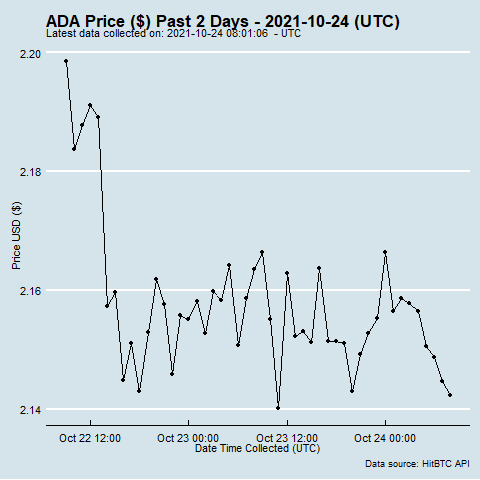 ADA Price ($) Past 2 Days - 2021-10-24 (UTC)
Latest data collected on: 2021-10-24 08:01:06  - UTC
2.20
2.18
2.16
2.14
Price USD ($)
Oct 22 12:00 Oct 23 00:00 Oct 23 12:00 Oct 24 00:00
Date Time Collected (UTC)
Data source: HitBTC API